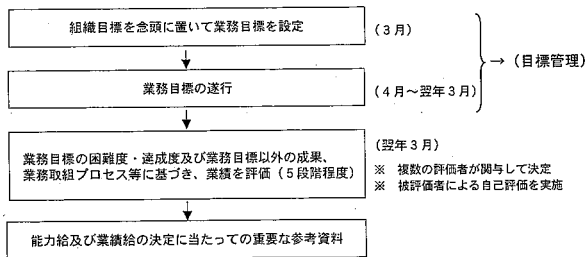 組織目標を念頭に置いて業務目標を設定
(3月)
→ (目標管理)
業務目標の遂行
(4月~翌年3月)
(翌年3月)
業務目標の困難度・達成度及び業務目標以外の成果、
業務取組プロセス等に基づき、業績を評価(5段階程度)
※ 複数の評価者が関与して決定
※ 被評価者による自己評価を実施
能力給及び業績給の決定に当たっての重要な参考資料